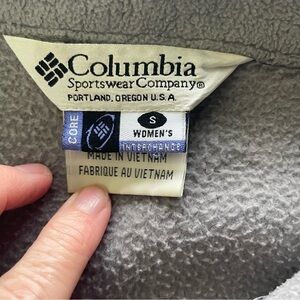 Columbia
Sportswear Company®
PORTLAND, OREGON U.S.A.
CORE
S
WOMEN'S
INTERCHANGE
MADE IN VIETNAM
FABRIQUE AU VIETNAM